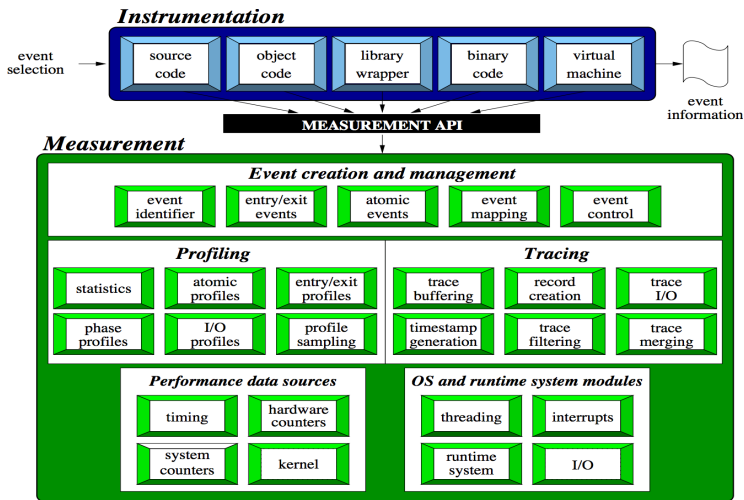 Instrumentation
event
selection
source
code
object
code
library
wrapper
binary
code
virtual
machine
event
information
MEASUREMENT API
Measurement
Event creation and management
event
identifier
entry/exit
events
atomic
events
event
mapping
event
control
Profiling
statistics
atomic
profiles
entry/exit
profiles
phase
profiles
I/O
profiles
profile
sampling
Tracing
trace
buffering
record
creation
trace
I/O
timestamp
generation
trace
filtering
trace
merging
Performance data sources
timing
hardware
counters
system
counters
kernel
OS and runtime system modules
threading
interrupts
runtime
system
I/O